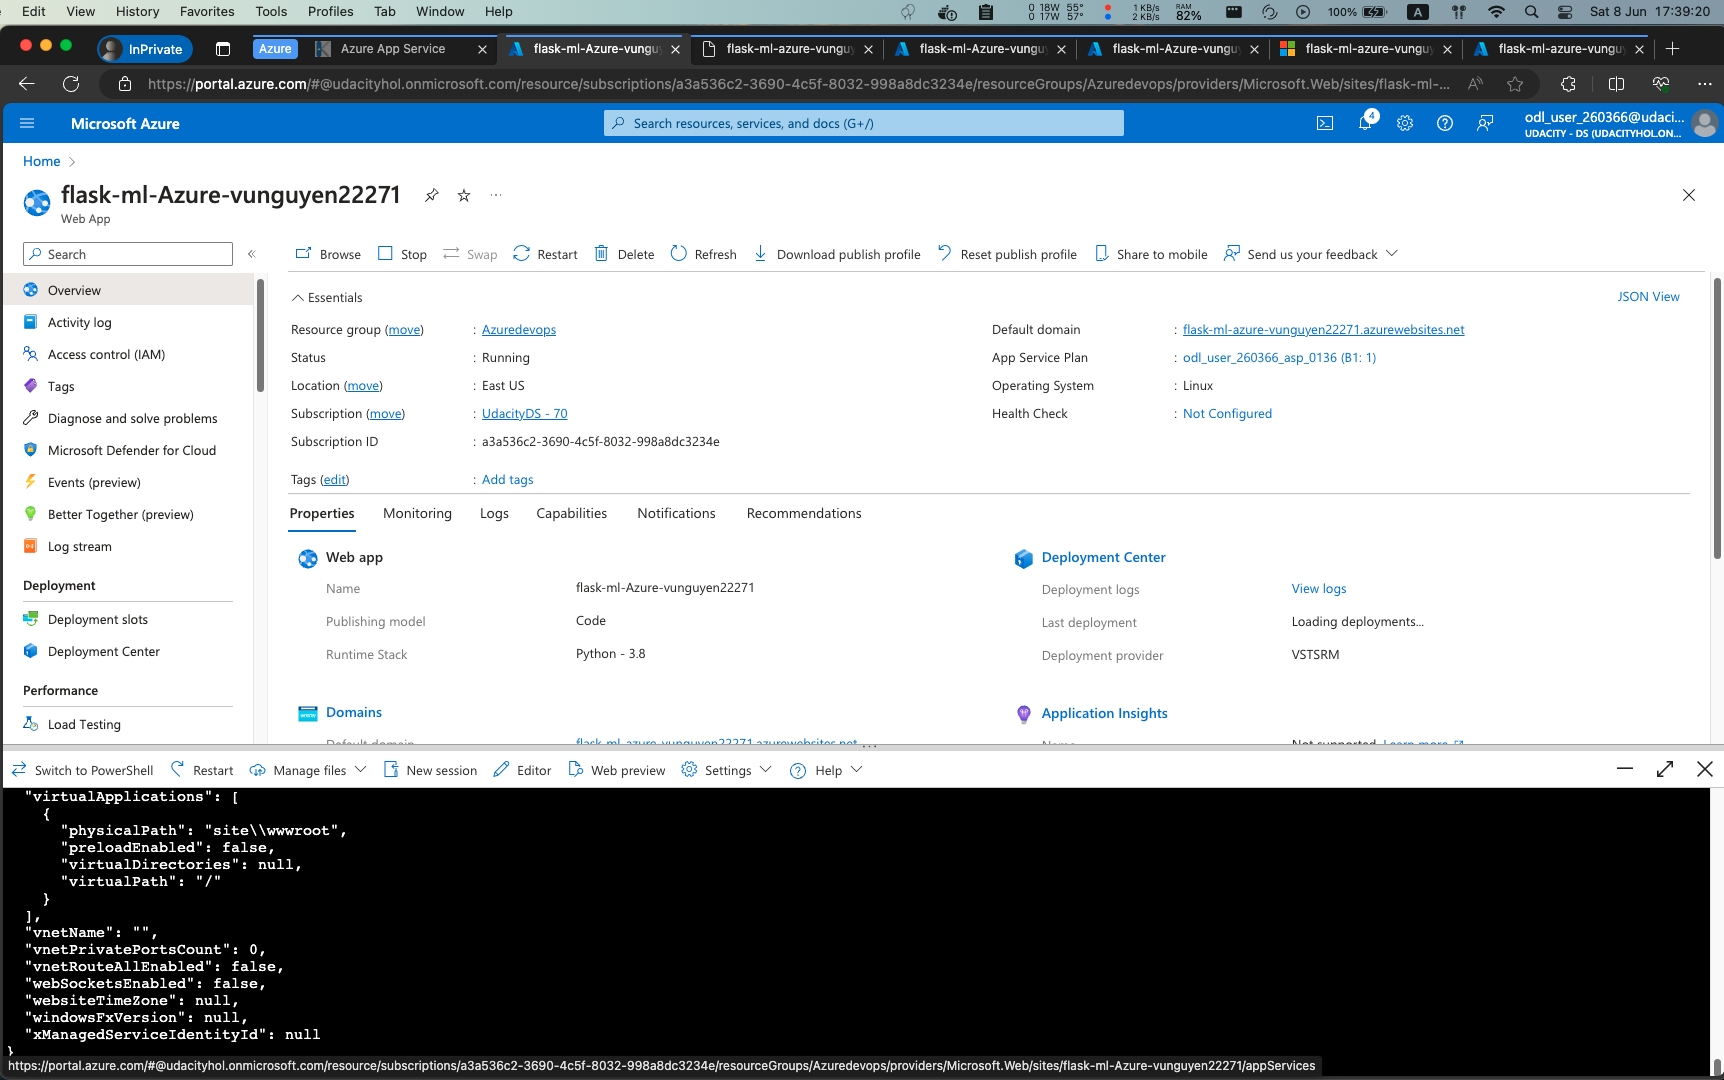 Edit View History Favorites Tools Profiles Tab Window Help
0 18W 55°
0 17W 57°
1 KB/s
2 KB/s
RAM
82%
100%
A
Sat 8 Jun 17:39:20
InPrivate
Azure
Azure App Service
flask-ml-Azure-vungu
flask-ml-azure-vungu
flask-ml-Azure-vungu
flask-ml-Azure-vungu
flask-ml-azure-vungu
flask-ml-azure-vungu
https://portal.azure.com/#@udacityhol.onmicrosoft.com/resource/subscriptions/a3a536c2-3690-4c5f-8032-998a8dc3234e/resourceGroups/Azuredevops/providers/Microsoft.Web/sites/flask-ml-...
Microsoft Azure
Search resources, services, and docs (G+/)
4
odl_user_260366@udaci...
UDACITY - DS (UDACITYHOL.ON...
Home
flask-ml-Azure-vunguyen22271
Web App
Search
Browse Stop Swap Restart Delete Refresh Download publish profile Reset publish profile Share to mobile Send us your feedback
Overview
Activity log
Access control (IAM)
Tags
Diagnose and solve problems
Microsoft Defender for Cloud
Events (preview)
Better Together (preview)
Log stream
Deployment
Deployment slots
Deployment Center
Performance
Load Testing
Essentials
JSON View
Resource group (move) : Azuredevops
Status : Running
Location (move) : East US
Subscription (move) : UdacityDS - 70
Subscription ID : a3a536c2-3690-4c5f-8032-998a8dc3234e
Tags (edit) : Add tags
Default domain : flask-ml-azure-vunguyen22271.azurewebsites.net
App Service Plan : odl_user_260366_asp_0136 (B1: 1)
Operating System : Linux
Health Check : Not Configured
Properties Monitoring Logs Capabilities Notifications Recommendations
Web app
Name flask-ml-Azure-vunguyen22271
Publishing model Code
Runtime Stack Python - 3.8
Deployment Center
Deployment logs View logs
Last deployment Loading deployments...
Deployment provider VSTSRM
Domains
Default domain flask-ml-azure-vunguyen22271.azurewebsites.net
Application Insights
Name Not supported. Learn more
Switch to PowerShell Restart Manage files New session Editor Web preview Settings Help
"virtualApplications": [
{
"physicalPath": "site\\wwwroot",
"preloadEnabled": false,
"virtualDirectories": null,
"virtualPath": "/"
}
],
"vnetName": "",
"vnetPrivatePortsCount": 0,
"vnetRouteAllEnabled": false,
"webSocketsEnabled": false,
"websiteTimeZone": null,
"windowsFxVersion": null,
"xManagedServiceIdentityId": null
}
https://portal.azure.com/#@udacityhol.onmicrosoft.com/resource/subscriptions/a3a536c2-3690-4c5f-8032-998a8dc3234e/resourceGroups/Azuredevops/providers/Microsoft.Web/sites/flask-ml-Azure-vunguyen22271/appServices